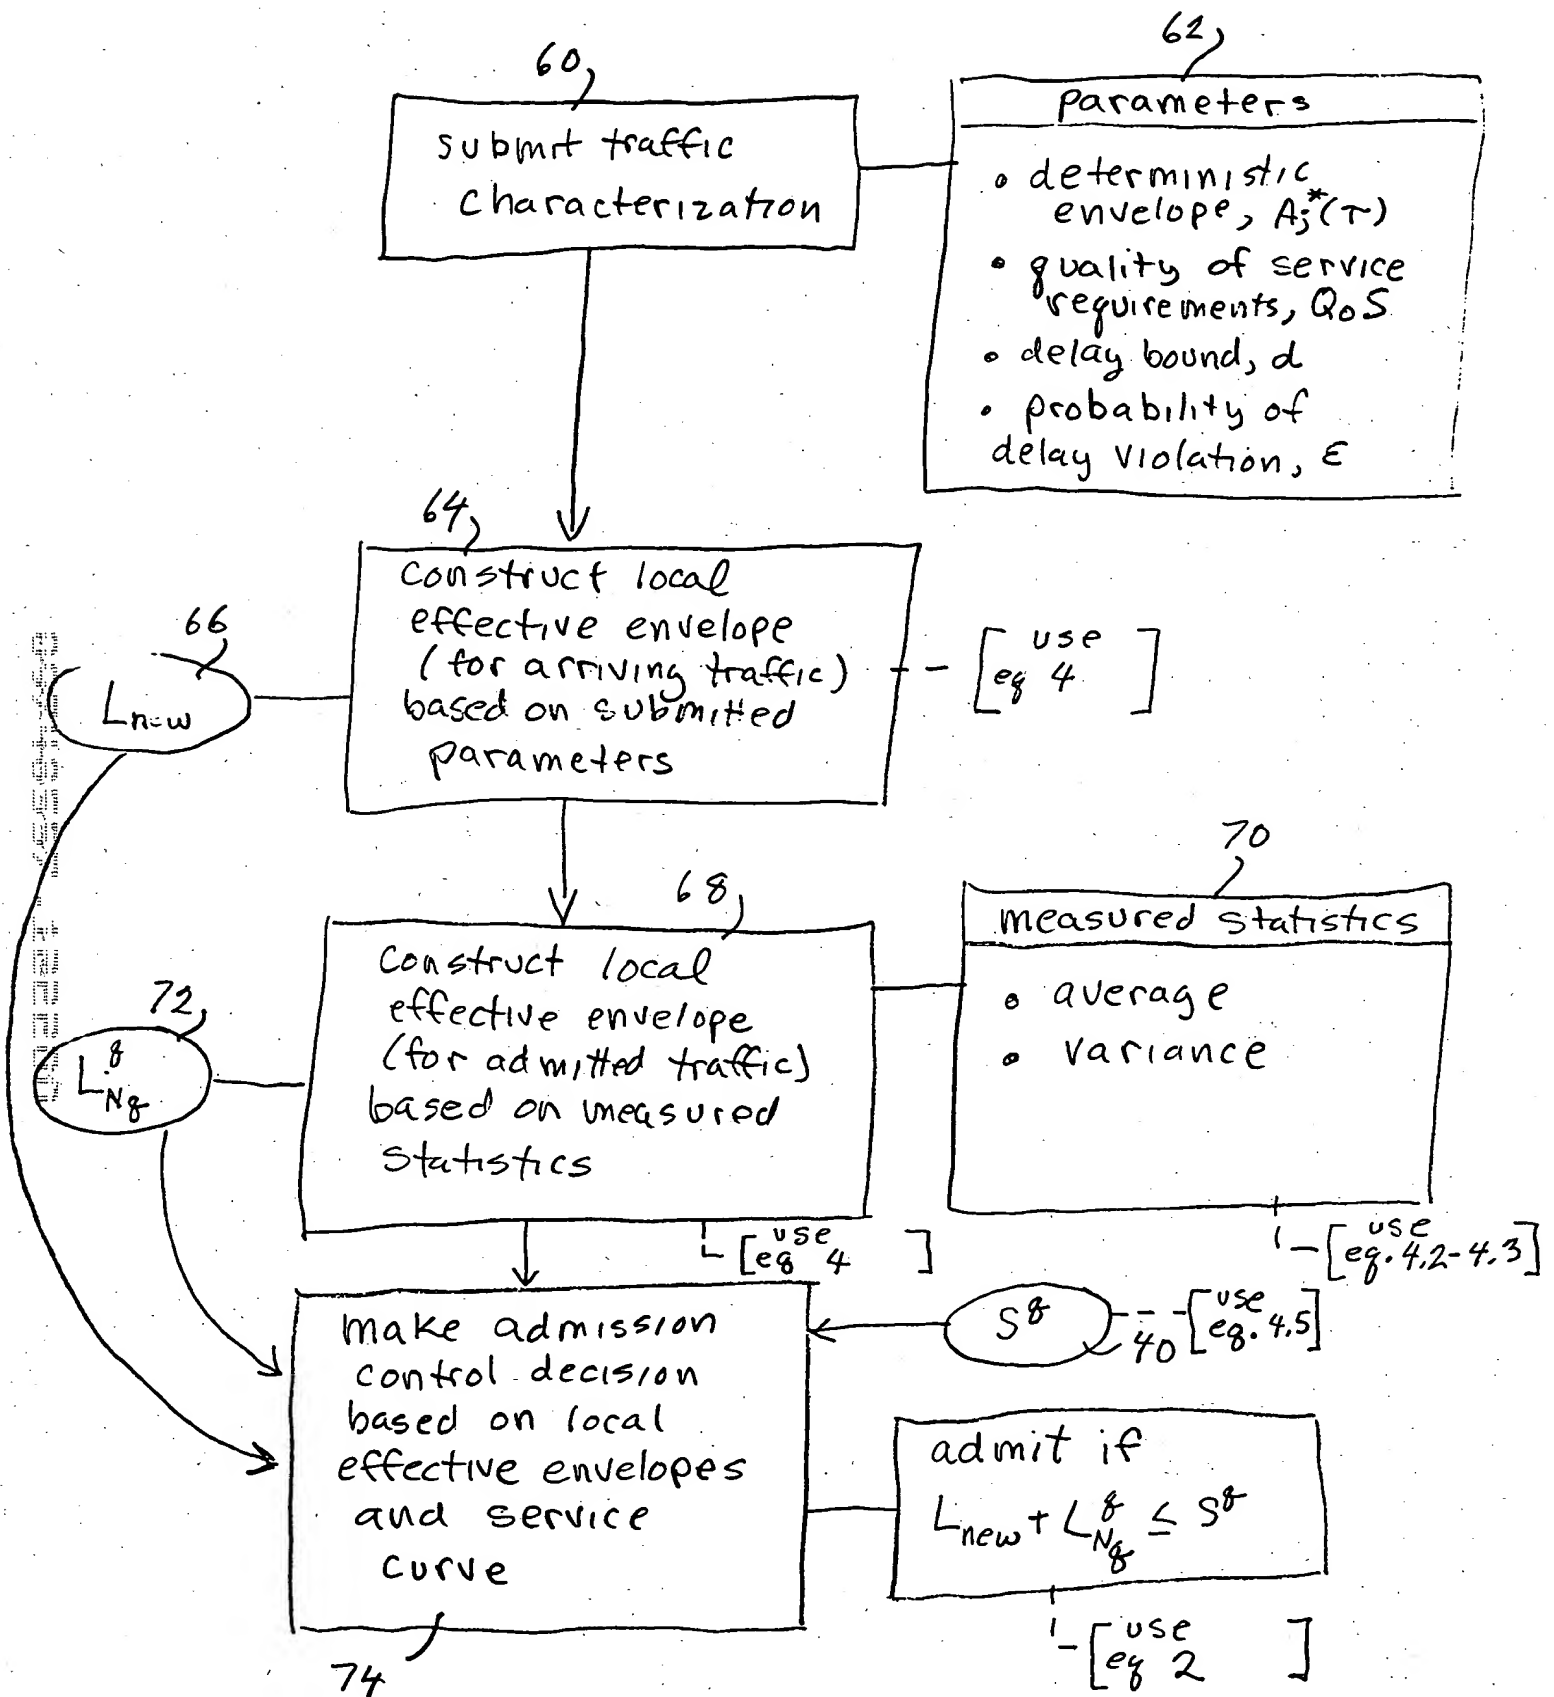 60
submit traffic
characterization
62
parameters
• deterministic
envelope, Aj*(τ)
• quality of service
requirements, QoS
• delay bound, d
• probability of
delay violation, ε
64
construct local
effective envelope
(for arriving traffic)
based on submitted
parameters
[use
eq 4]
66
Lnew
68
construct local
effective envelope
(for admitted traffic)
based on measured
statistics
[use
eq 4]
70
measured statistics
• average
• variance
[use
eq. 4.2-4.3]
72
L^q_Nq
make admission
control decision
based on local
effective envelopes
and service
curve
74
S^q
40
[use
eq. 4.5]
admit if
Lnew + L^q_Nq ≤ S^q
[use
eq 2]